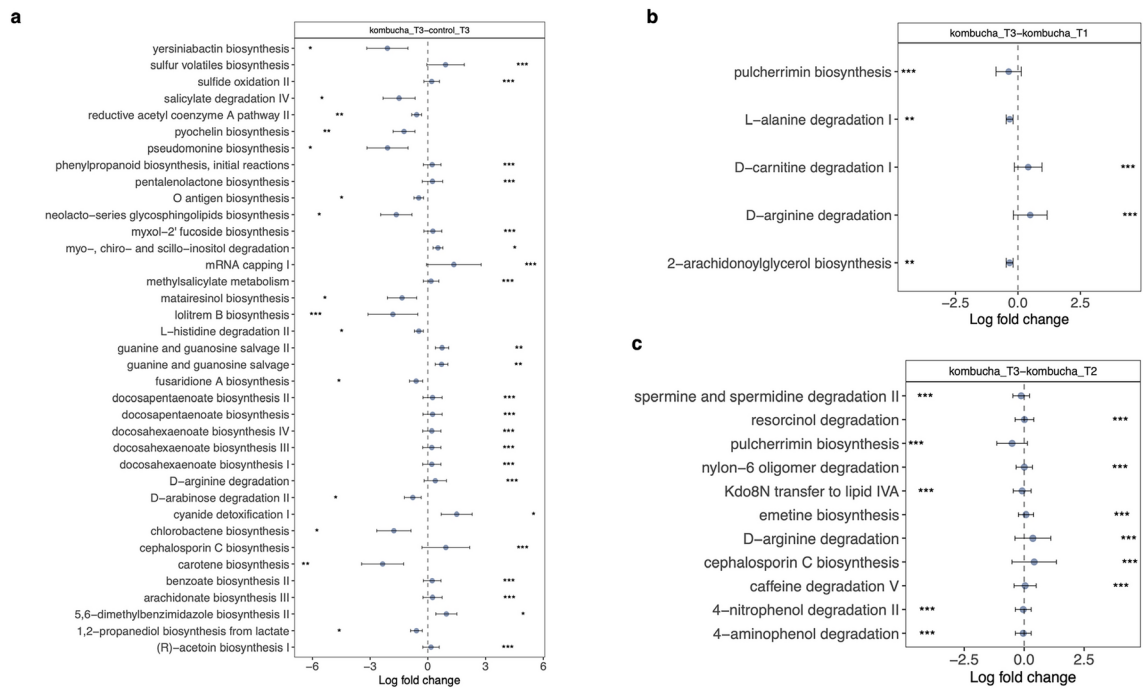 a
kombucha_T3−control_T3
yersiniabactin biosynthesis *
sulfur volatiles biosynthesis ***
sulfide oxidation II ***
salicylate degradation IV *
reductive acetyl coenzyme A pathway II **
pyochelin biosynthesis **
pseudomonine biosynthesis *
phenylpropanoid biosynthesis, initial reactions ***
pentalenolactone biosynthesis ***
O antigen biosynthesis *
neolacto−series glycosphingolipids biosynthesis *
myxol−2' fucoside biosynthesis ***
myo−, chiro− and scillo−inositol degradation *
mRNA capping I ***
methylsalicylate metabolism ***
matairesinol biosynthesis *
lolitrem B biosynthesis ***
L−histidine degradation II *
guanine and guanosine salvage II **
guanine and guanosine salvage **
fusaridione A biosynthesis *
docosapentaenoate biosynthesis II ***
docosapentaenoate biosynthesis ***
docosahexaenoate biosynthesis IV ***
docosahexaenoate biosynthesis III ***
docosahexaenoate biosynthesis I ***
D−arginine degradation ***
D−arabinose degradation II *
cyanide detoxification I *
chlorobactene biosynthesis *
cephalosporin C biosynthesis ***
carotene biosynthesis **
benzoate biosynthesis II ***
arachidonate biosynthesis III ***
5,6−dimethylbenzimidazole biosynthesis II *
1,2−propanediol biosynthesis from lactate *
(R)−acetoin biosynthesis I ***
−6 −3 0 3 6
Log fold change
b
kombucha_T3−kombucha_T1
pulcherrimin biosynthesis ***
L−alanine degradation I **
D−carnitine degradation I ***
D−arginine degradation ***
2−arachidonoylglycerol biosynthesis **
−2.5 0.0 2.5
Log fold change
c
kombucha_T3−kombucha_T2
spermine and spermidine degradation II ***
resorcinol degradation ***
pulcherrimin biosynthesis ***
nylon−6 oligomer degradation ***
Kdo8N transfer to lipid IVA ***
emetine biosynthesis ***
D−arginine degradation ***
cephalosporin C biosynthesis ***
caffeine degradation V ***
4−nitrophenol degradation II ***
4−aminophenol degradation ***
−2.5 0.0 2.5
Log fold change